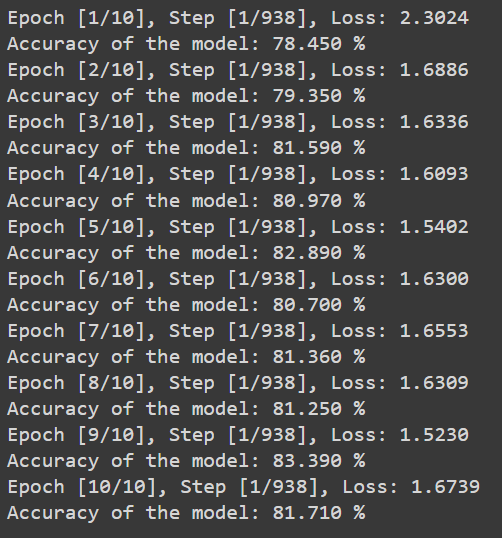 Epoch [1/10], Step [1/938], Loss: 2.3024
Accuracy of the model: 78.450 %
Epoch [2/10], Step [1/938], Loss: 1.6886
Accuracy of the model: 79.350 %
Epoch [3/10], Step [1/938], Loss: 1.6336
Accuracy of the model: 81.590 %
Epoch [4/10], Step [1/938], Loss: 1.6093
Accuracy of the model: 80.970 %
Epoch [5/10], Step [1/938], Loss: 1.5402
Accuracy of the model: 82.890 %
Epoch [6/10], Step [1/938], Loss: 1.6300
Accuracy of the model: 80.700 %
Epoch [7/10], Step [1/938], Loss: 1.6553
Accuracy of the model: 81.360 %
Epoch [8/10], Step [1/938], Loss: 1.6309
Accuracy of the model: 81.250 %
Epoch [9/10], Step [1/938], Loss: 1.5230
Accuracy of the model: 83.390 %
Epoch [10/10], Step [1/938], Loss: 1.6739
Accuracy of the model: 81.710 %